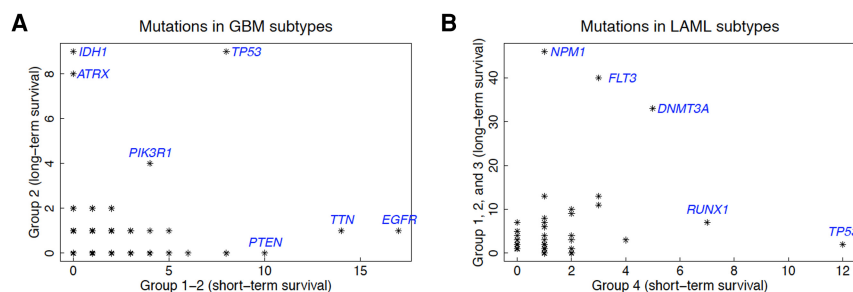 A
Mutations in GBM subtypes
IDH1
TP53
ATRX
PIK3R1
TTN
EGFR
PTEN
Group 2 (long−term survival)
0
2
4
6
8
0
5
10
15
Group 1−2 (short−term survival)
B
Mutations in LAML subtypes
NPM1
FLT3
DNMT3A
RUNX1
TP53
Group 1, 2, and 3 (long−term survival)
0
10
20
30
40
0
2
4
6
8
10
12
Group 4 (short−term survival)